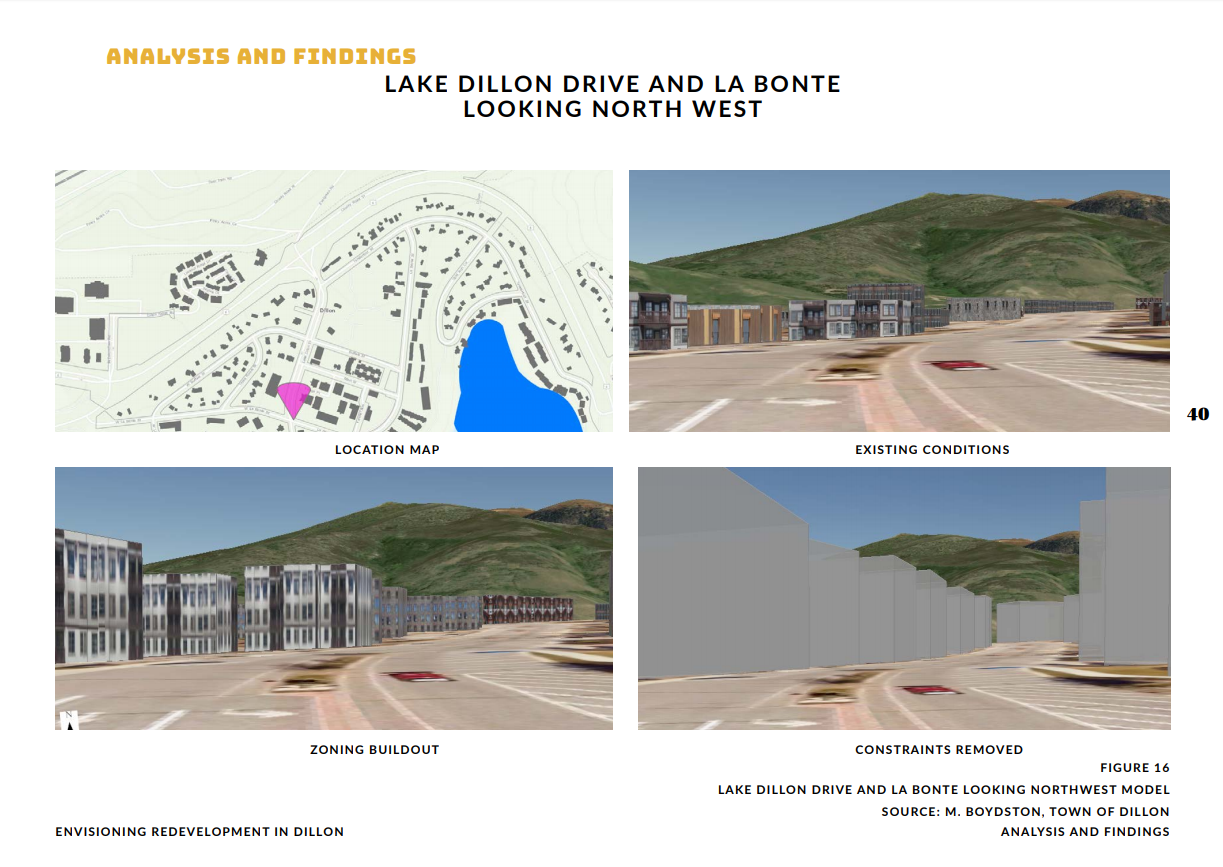 ANALYSIS AND FINDINGS
LAKE DILLON DRIVE AND LA BONTE
LOOKING NORTH WEST
Dillon
LOCATION MAP
EXISTING CONDITIONS
40
N
ZONING BUILDOUT
CONSTRAINTS REMOVED
FIGURE 16
LAKE DILLON DRIVE AND LA BONTE LOOKING NORTHWEST MODEL
SOURCE: M. BOYDSTON, TOWN OF DILLON
ENVISIONING REDEVELOPMENT IN DILLON
ANALYSIS AND FINDINGS